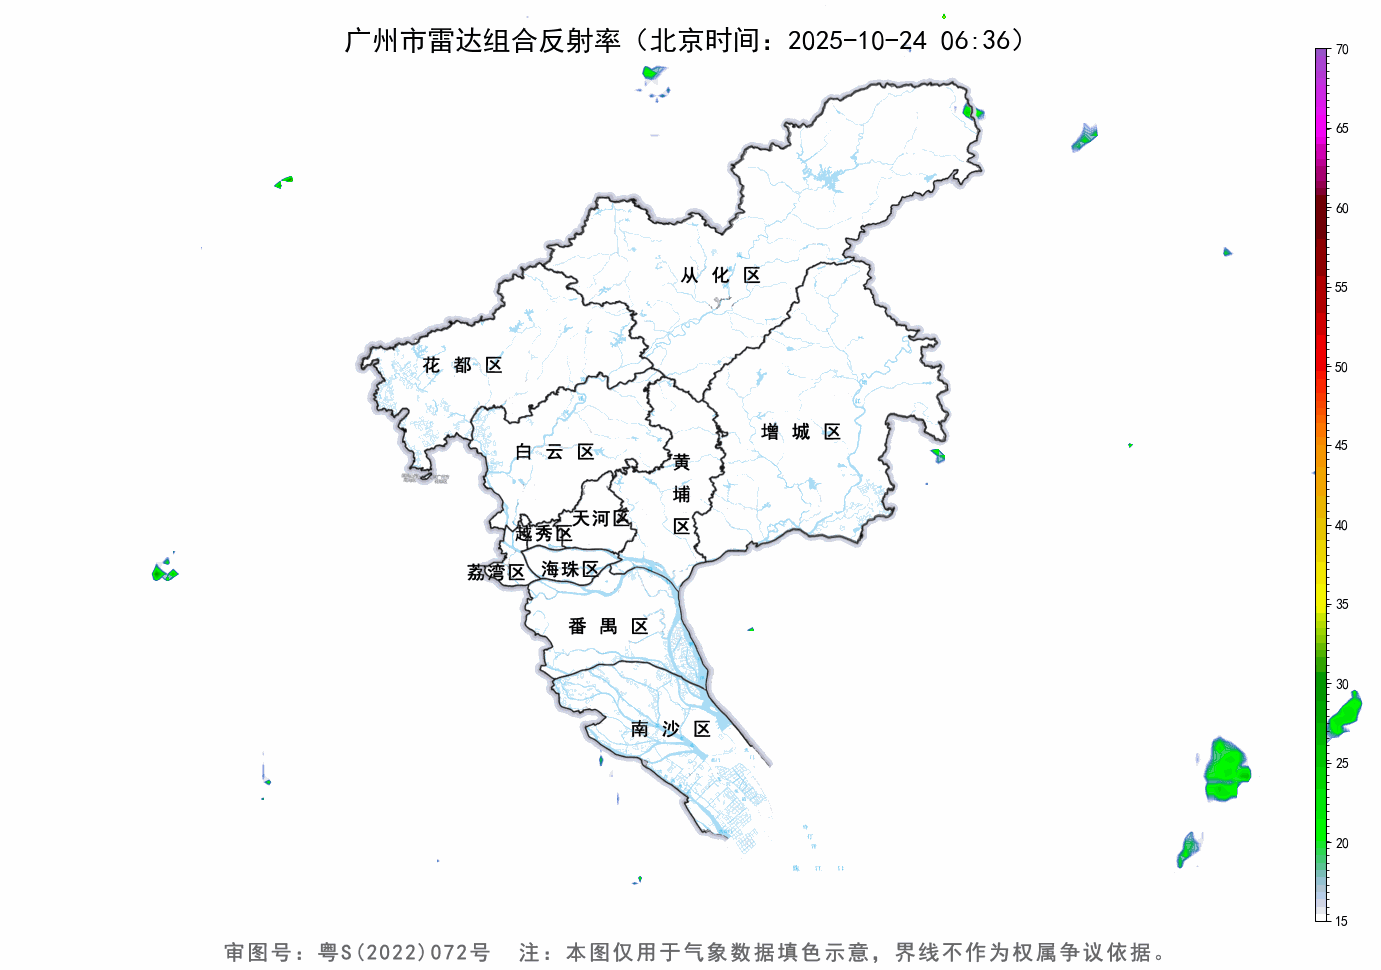 广州市雷达组合反射率（北京时间：2025-10-24 06:36）
70
65
60
55
50
45
40
35
30
25
20
15
从化区
花都区
增城区
白云区
黄埔区
天河区
越秀区
荔湾区
海珠区
番禺区
南沙区
审图号：粤S(2022)072号 注：本图仅用于气象数据填色示意，界线不作为权属争议依据。